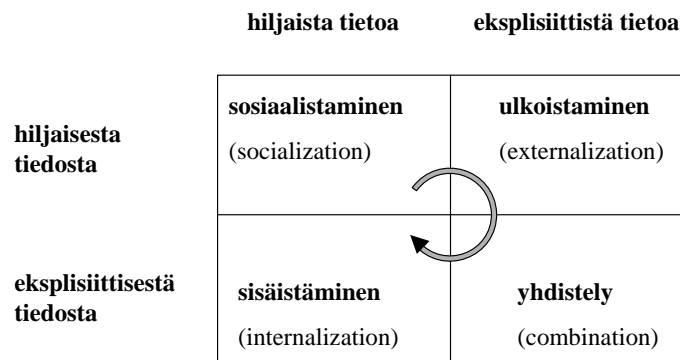 hiljaista tietoa eksplisiittistä tietoa
sosiaalistaminen ulkoistaminen
hiljaisesta
(socialization) (externalization)
tiedosta
eksplisiittisestä
sisäistäminen yhdistely
tiedosta
(internalization) (combination)